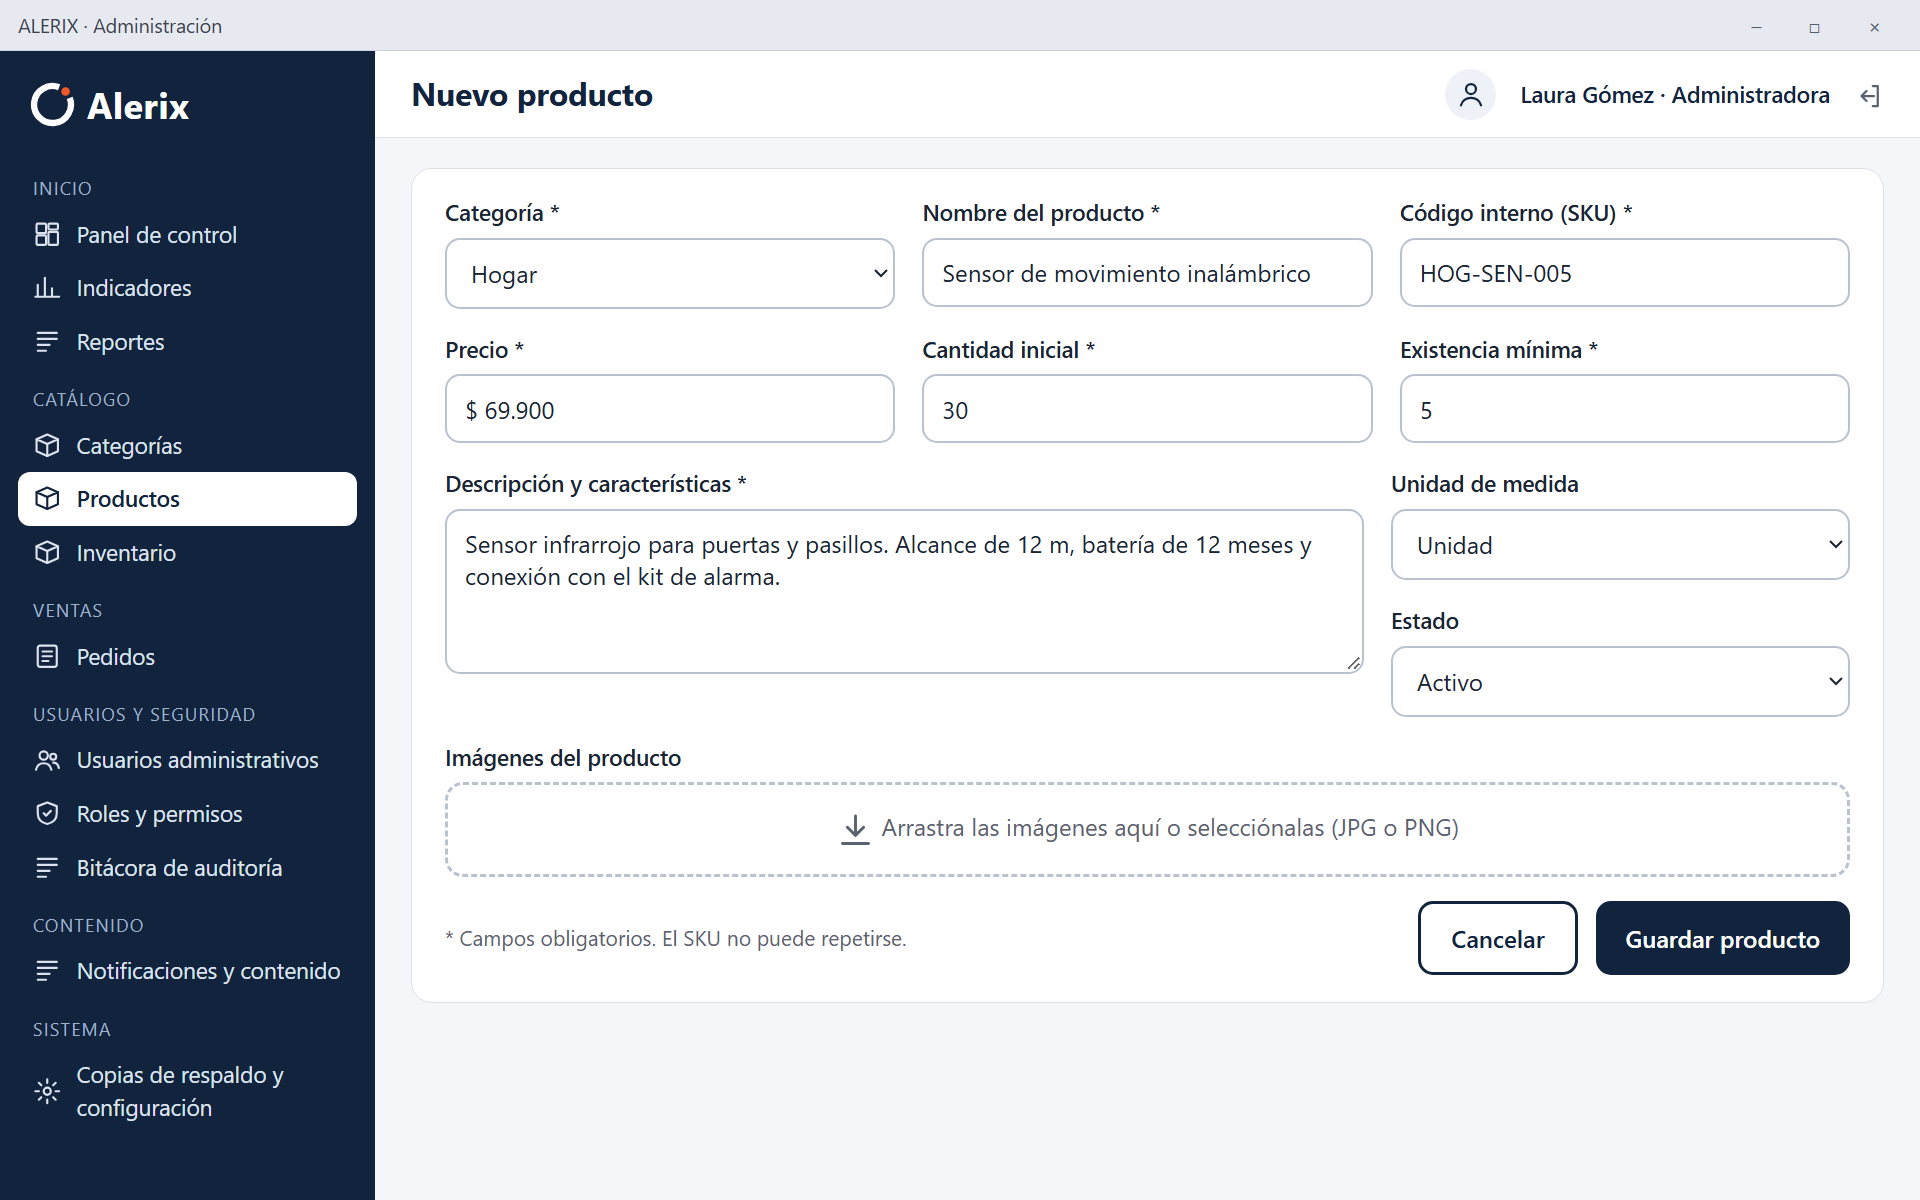 ALERIX · Administración
Alerix
INICIO
Panel de control
Indicadores
Reportes
CATÁLOGO
Categorías
Productos
Inventario
VENTAS
Pedidos
USUARIOS Y SEGURIDAD
Usuarios administrativos
Roles y permisos
Bitácora de auditoría
CONTENIDO
Notificaciones y contenido
SISTEMA
Copias de respaldo y
configuración
Nuevo producto
Laura Gómez · Administradora
Categoría *
Nombre del producto *
Código interno (SKU) *
Hogar
Sensor de movimiento inalámbrico
HOG-SEN-005
Precio *
Cantidad inicial *
Existencia mínima *
$ 69.900
30
5
Descripción y características *
Unidad de medida
Sensor infrarrojo para puertas y pasillos. Alcance de 12 m, batería de 12 meses y
conexión con el kit de alarma.
Unidad
Estado
Activo
Imágenes del producto
Arrastra las imágenes aquí o selecciónalas (JPG o PNG)
* Campos obligatorios. El SKU no puede repetirse.
Cancelar
Guardar producto